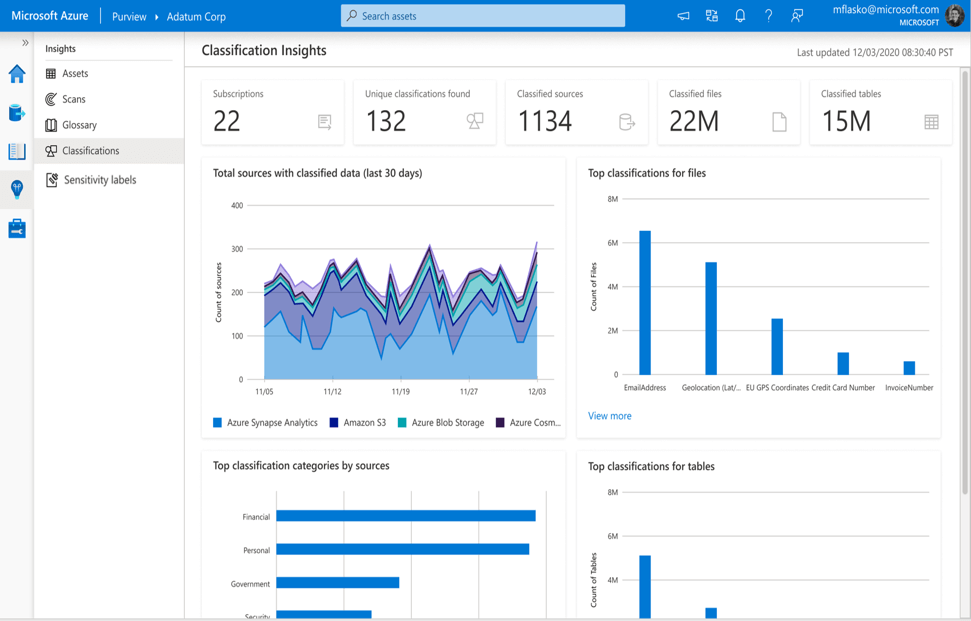 Microsoft Azure
Purview
Adatum Corp
Search assets
?
mflasko@microsoft.com
MICROSOFT
»
Insights
Assets
Scans
Glossary
Classifications
Sensitivity labels
Classification Insights
Last updated 12/03/2020 08:30:40 PST
Subscriptions
22
Unique classifications found
132
Classified sources
1134
Classified files
22M
Classified tables
15M
Total sources with classified data (last 30 days)
Count of sources
400
300
200
100
0
11/05
11/12
11/19
11/27
12/03
Azure Synapse Analytics
Amazon S3
Azure Blob Storage
Azure Cosm...
Top classifications for files
Count of Files
8M
6M
4M
2M
0
EmailAddress
Geolocation (Lat/...
EU GPS Coordinates
Credit Card Number
InvoiceNumber
View more
Top classification categories by sources
Financial
Personal
Government
Security
Top classifications for tables
Count of Tables
8M
6M
4M